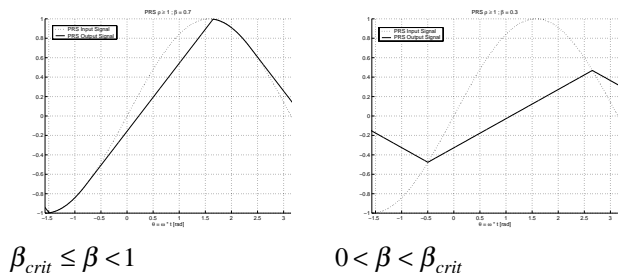 PRS ρ ≥ 1 ; β = 0.7
PRS Input Signal
PRS Output Signal
1
0.8
0.6
0.4
0.2
0
−0.2
−0.4
−0.6
−0.8
−1
−1.5 −1 −0.5 0 0.5 1 1.5 2 2.5 3
θ = ω * t [rad]
β_crit ≤ β < 1
PRS ρ ≥ 1 ; β = 0.3
PRS Input Signal
PRS Output Signal
1
0.8
0.6
0.4
0.2
0
−0.2
−0.4
−0.6
−0.8
−1
−1.5 −1 −0.5 0 0.5 1 1.5 2 2.5 3
θ = ω * t [rad]
0 < β < β_crit